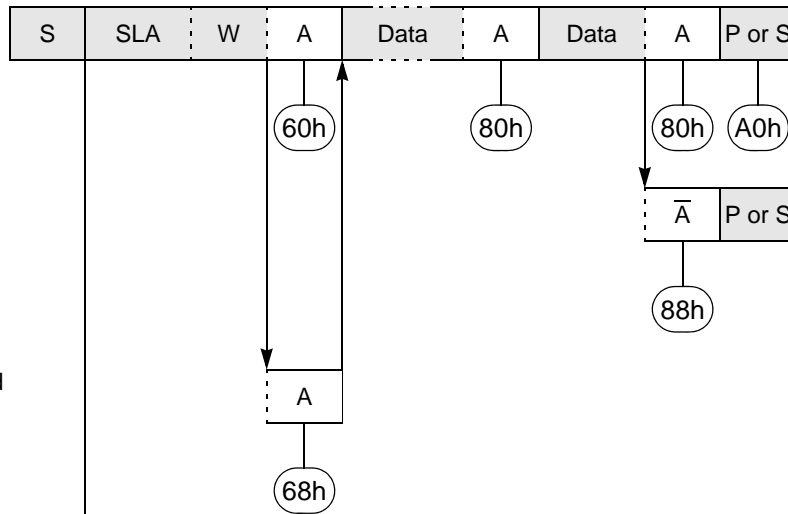 S SLA W A Data A Data A P or S
60h 80h 80h A0h
A̅ P or S
88h
A
68h